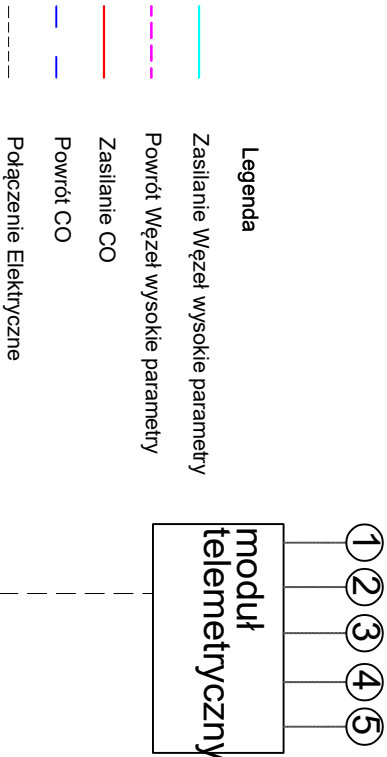 Legenda
Zasilanie Węzeł wysokie parametry
Powrót Węzeł wysokie parametry
Zasilanie CO
Powrót CO
Połączenie Elektryczne
1 2 3 4 5
moduł
telemetryczny